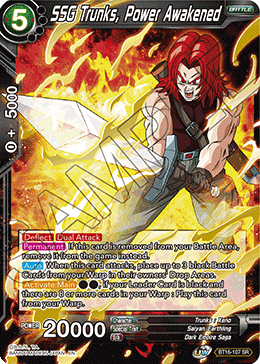 5
SSG Trunks, Power Awakened
BATTLE
0 + 5000
Deflect Dual Attack
Permanent If this card is removed from your Battle Area,
remove it from the game instead.
Auto When this card attacks, place up to 3 black Battle
Cards from your Warp in their owners' Drop Areas.
Activate: Main , if your Leader Card is black and
there are 6 or more cards in your Warp : Play this card
from your Warp.
POWER
20000
Character
Special Trait
Era
Trunks: Xeno
Saiyan/Earthling
Dark Empire Saga
BT16-107 SR